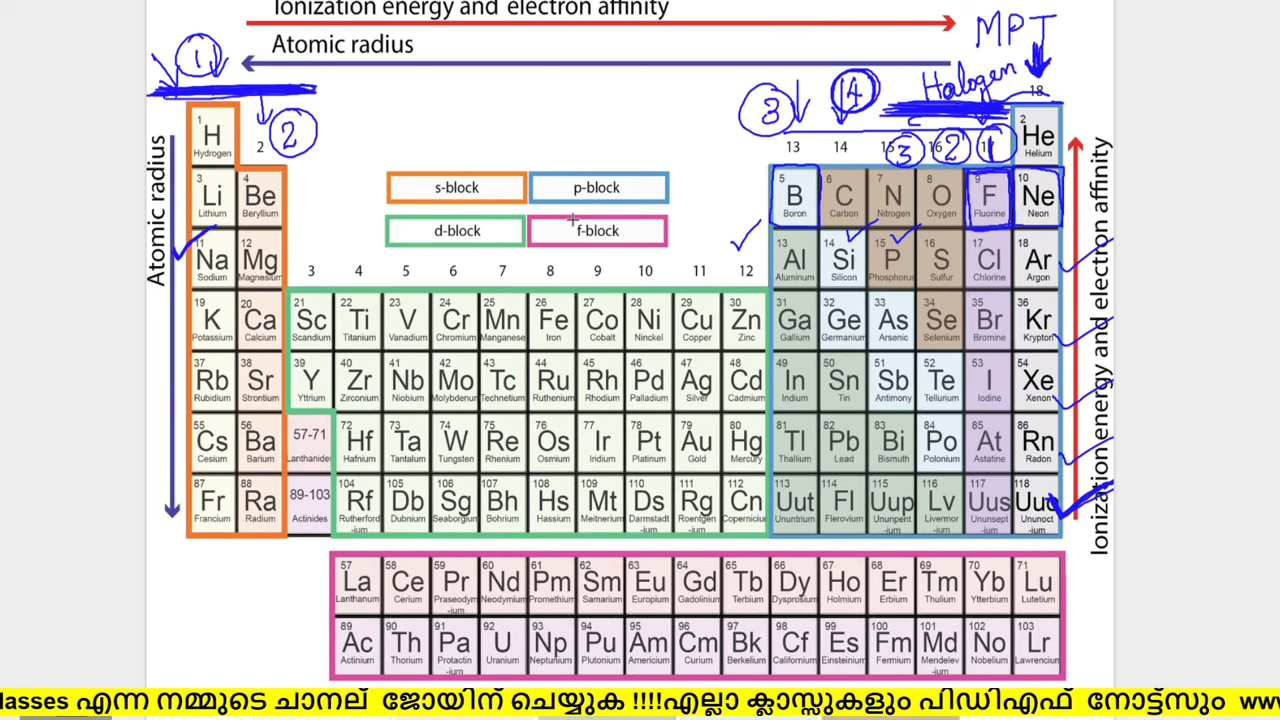 Ionization energy and electron affinity
Atomic radius
MPT
Halogen
1
2
3
4
3 2 1
18
2 13 14 15 16 17
1 H Hydrogen 2 He Helium
3 Li Lithium 4 Be Beryllium 5 B Boron 6 C Carbon 7 N Nitrogen 8 O Oxygen 9 F Fluorine 10 Ne Neon
s-block p-block
d-block f-block
11 Na Sodium 12 Mg Magnesium 13 Al Aluminum 14 Si Silicon 15 P Phosphorus 16 S Sulfur 17 Cl Chlorine 18 Ar Argon
3 4 5 6 7 8 9 10 11 12
19 K Potassium 20 Ca Calcium 21 Sc Scandium 22 Ti Titanium 23 V Vanadium 24 Cr Chromium 25 Mn Manganese 26 Fe Iron 27 Co Cobalt 28 Ni Ninckel 29 Cu Copper 30 Zn Zinc 31 Ga Gallium 32 Ge Germanium 33 As Arsenic 34 Se Selenium 35 Br Bromine 36 Kr Krypton
37 Rb Rubidium 38 Sr Strontium 39 Y Yttrium 40 Zr Zirconium 41 Nb Niobium 42 Mo Molybdenum 43 Tc Technetium 44 Ru Ruthenium 45 Rh Rhodium 46 Pd Palladium 47 Ag Silver 48 Cd Cadmium 49 In Indium 50 Sn Tin 51 Sb Antimony 52 Te Tellurium 53 I Iodine 54 Xe Xenon
55 Cs Cesium 56 Ba Barium 57-71 Lanthanides 72 Hf Hafnium 73 Ta Tantalum 74 W Tungsten 75 Re Rhenium 76 Os Osmium 77 Ir Iridium 78 Pt Platinum 79 Au Gold 80 Hg Mercury 81 Tl Thallium 82 Pb Lead 83 Bi Bismuth 84 Po Polonium 85 At Astatine 86 Rn Radon
87 Fr Francium 88 Ra Radium 89-103 Actinides 104 Rf Rutherford-ium 105 Db Dubnium 106 Sg Seaborgium 107 Bh Bohrium 108 Hs Hassium 109 Mt Meitnerium 110 Ds Darmstadt-ium 111 Rg Roentgen-ium 112 Cn Copernicium 113 Uut Ununtrium 114 Fl Flerovium 115 Uup Ununpent-ium 116 Lv Livermor-ium 117 Uus Ununsept-ium 118 Uuo Ununoct-ium
57 La Lanthanum 58 Ce Cerium 59 Pr Praseodym-ium 60 Nd Neodymium 61 Pm Promethium 62 Sm Samarium 63 Eu Europium 64 Gd Gadolinium 65 Tb Terbium 66 Dy Dysprosium 67 Ho Holmium 68 Er Erbium 69 Tm Thulium 70 Yb Ytterbium 71 Lu Lutetium
89 Ac Actinium 90 Th Thorium 91 Pa Protactin-ium 92 U Uranium 93 Np Neptunium 94 Pu Plutonium 95 Am Americium 96 Cm Curium 97 Bk Berkelium 98 Cf Californium 99 Es Einsteinium 100 Fm Fermium 101 Md Mendelev-ium 102 No Nobelium 103 Lr Lawrencium
Atomic radius
Ionization energy and electron affinity
lasses എന്ന നമ്മുടെ ചാനല് ജോയിന് ചെയ്യുക !!!!എല്ലാ ക്ലാസ്സുകളും പിഡിഎഫ് നോട്ട്സും ww